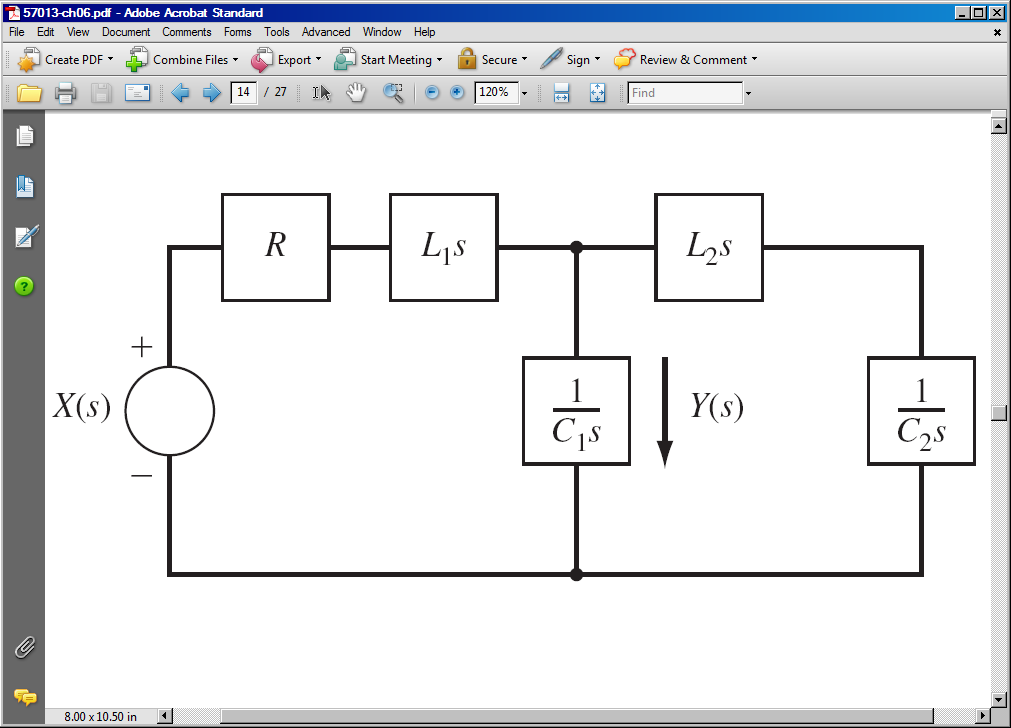 57013-ch06.pdf - Adobe Acrobat Standard
File Edit View Document Comments Forms Tools Advanced Window Help
Create PDF Combine Files Export Start Meeting Secure Sign Review & Comment
14 / 27 120% Find
R L₁s L₂s
+
X(s) 1/C₁s Y(s) 1/C₂s
−
8.00 x 10.50 in